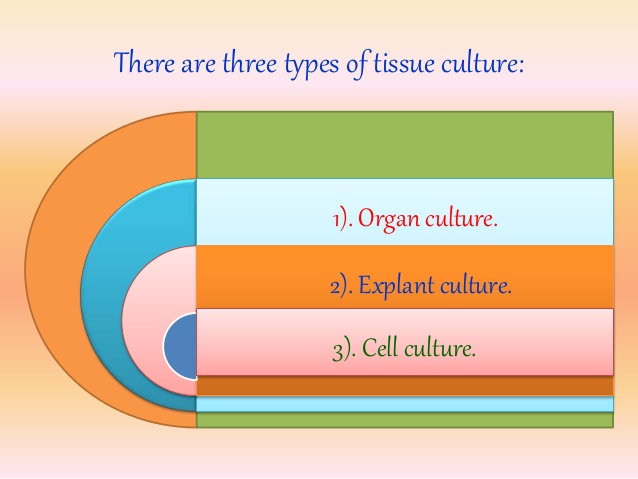 There are three types of tissue culture:
1). Organ culture.
2). Explant culture.
3). Cell culture.